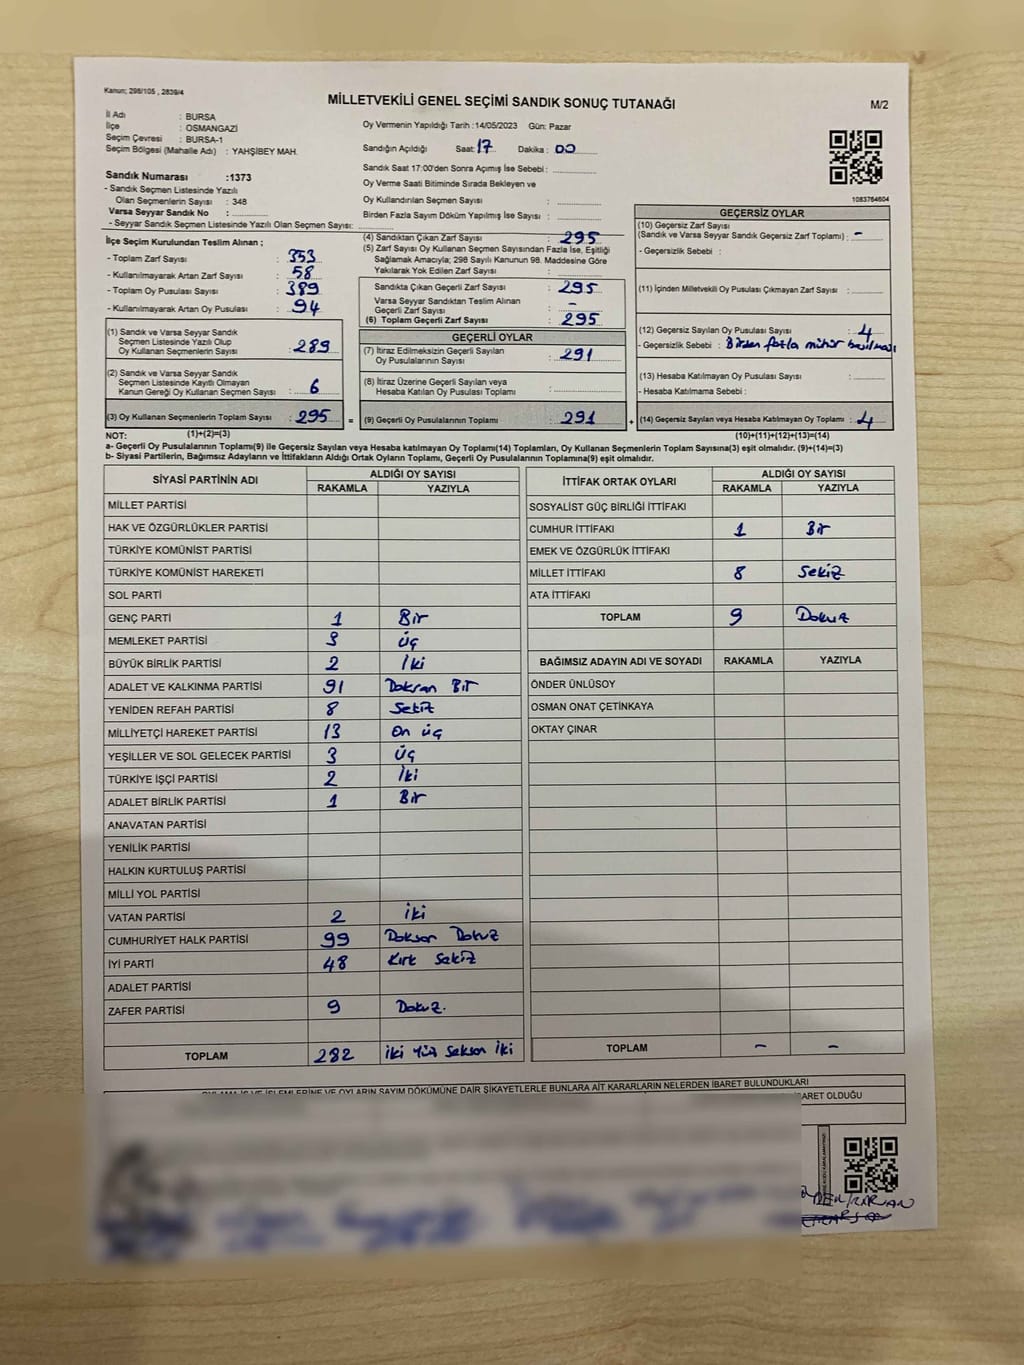 Kanun; 298/105 , 2839/4
MİLLETVEKİLİ GENEL SEÇİMİ SANDIK SONUÇ TUTANAĞI
M/2
İl Adı : BURSA
İlçe : OSMANGAZİ
Seçim Çevresi : BURSA-1
Seçim Bölgesi (Mahalle Adı) : YAHŞİBEY MAH.
Sandık Numarası :1373
- Sandık Seçmen Listesinde Yazılı
Olan Seçmenlerin Sayısı : 348
Varsa Seyyar Sandık No :
- Seyyar Sandık Seçmen Listesinde Yazılı Olan Seçmen Sayısı:
Oy Vermenin Yapıldığı Tarih :14/05/2023 Gün: Pazar
Sandığın Açıldığı Saat: 17 Dakika : 00
Sandık Saat 17:00'den Sonra Açımış İse Sebebi :
Oy Verme Saati Bitiminde Sırada Bekleyen ve
Oy Kullandırılan Seçmen Sayısı :
Birden Fazla Sayım Döküm Yapılmış İse Sayısı :
1083764604
İlçe Seçim Kurulundan Teslim Alınan ;
- Toplam Zarf Sayısı : 353
- Kullanılmayarak Artan Zarf Sayısı : 58
- Toplam Oy Pusulası Sayısı : 389
- Kullanılmayarak Artan Oy Pusulası : 94
(1) Sandık ve Varsa Seyyar Sandık
Seçmen Listesinde Yazılı Olup
Oy Kullanan Seçmenlerin Sayısı : 289
(2) Sandık ve Varsa Seyyar Sandık
Seçmen Listesinde Kayıtlı Olmayan
Kanun Gereği Oy Kullanan Seçmen Sayısı : 6
(3) Oy Kullanan Seçmenlerin Toplam Sayısı : 295 =
(4) Sandıktan Çıkan Zarf Sayısı : 295
(5) Zarf Sayısı Oy Kullanan Seçmen Sayısından Fazla İse, Eşitliği
Sağlamak Amacıyla; 298 Sayılı Kanunun 98. Maddesine Göre
Yakılarak Yok Edilen Zarf Sayısı :
Sandıkta Çıkan Geçerli Zarf Sayısı : 295
Varsa Seyyar Sandıktan Teslim Alınan
Geçerli Zarf Sayısı : -
(6) Toplam Geçerli Zarf Sayısı : 295
GEÇERLİ OYLAR
(7) İtiraz Edilmeksizin Geçerli Sayılan
Oy Pusulalarının Sayısı : 291
(8) İtiraz Üzerine Geçerli Sayılan veya
Hesaba Katılan Oy Pusulası Toplamı :
(9) Geçerli Oy Pusulalarının Toplamı : 291 +
GEÇERSİZ OYLAR
(10) Geçersiz Zarf Sayısı
(Sandık ve Varsa Seyyar Sandık Geçersiz Zarf Toplamı) : -
- Geçersizlik Sebebi :
(11) İçinden Milletvekili Oy Pusulası Çıkmayan Zarf Sayısı :
(12) Geçersiz Sayılan Oy Pusulası Sayısı : 4
- Geçersizlik Sebebi : Birden fazla mühür basılması
(13) Hesaba Katılmayan Oy Pusulası Sayısı :
- Hesaba Katılmama Sebebi :
(14) Geçersiz Sayılan veya Hesaba Katılmayan Oy Toplamı : 4
NOT: (1)+(2)=(3) (10)+(11)+(12)+(13)=(14)
a- Geçerli Oy Pusulalarının Toplamı(9) ile Geçersiz Sayılan veya Hesaba katılmayan Oy Toplamı(14) Toplamları, Oy Kullanan Seçmenlerin Toplam Sayısına(3) eşit olmalıdır. (9)+(14)=(3)
b- Siyasi Partilerin, Bağımsız Adayların ve İttifakların Aldığı Ortak Oyların Toplamı, Geçerli Oy Pusulalarının Toplamına(9) eşit olmalıdır.
SİYASİ PARTİNİN ADI ALDIĞI OY SAYISI
RAKAMLA YAZIYLA
MİLLET PARTİSİ
HAK VE ÖZGÜRLÜKLER PARTİSİ
TÜRKİYE KOMÜNİST PARTİSİ
TÜRKİYE KOMÜNİST HAREKETİ
SOL PARTİ
GENÇ PARTİ 1 Bir
MEMLEKET PARTİSİ 3 üç
BÜYÜK BİRLİK PARTİSİ 2 İki
ADALET VE KALKINMA PARTİSİ 91 Doksan Bir
YENİDEN REFAH PARTİSİ 8 Sekiz
MİLLİYETÇİ HAREKET PARTİSİ 13 On üç
YEŞİLLER VE SOL GELECEK PARTİSİ 3 üç
TÜRKİYE İŞÇİ PARTİSİ 2 İki
ADALET BİRLİK PARTİSİ 1 Bir
ANAVATAN PARTİSİ
YENİLİK PARTİSİ
HALKIN KURTULUŞ PARTİSİ
MİLLİ YOL PARTİSİ
VATAN PARTİSİ 2 iki
CUMHURİYET HALK PARTİSİ 99 Doksan Dokuz
İYİ PARTİ 48 Kırk Sekiz
ADALET PARTİSİ
ZAFER PARTİSİ 9 Dokuz.
TOPLAM 282 iki Yüz Seksen iki
İTTİFAK ORTAK OYLARI ALDIĞI OY SAYISI
RAKAMLA YAZIYLA
SOSYALİST GÜÇ BİRLİĞİ İTTİFAKI
CUMHUR İTTİFAKI 1 Bir
EMEK VE ÖZGÜRLÜK İTTİFAKI
MİLLET İTTİFAKI 8 Sekiz
ATA İTTİFAKI
TOPLAM 9 Dokuz
BAĞIMSIZ ADAYIN ADI VE SOYADI RAKAMLA YAZIYLA
ÖNDER ÜNLÜSOY
OSMAN ONAT ÇETİNKAYA
OKTAY ÇINAR
TOPLAM - -
OYLAMA İŞ VE İŞLEMLERİNE VE OYLARIN SAYIM DÖKÜMÜNE DAİR ŞİKAYETLERLE BUNLARA AİT KARARLARIN NELERDEN İBARET BULUNDUKLARI
BARET OLDUĞU